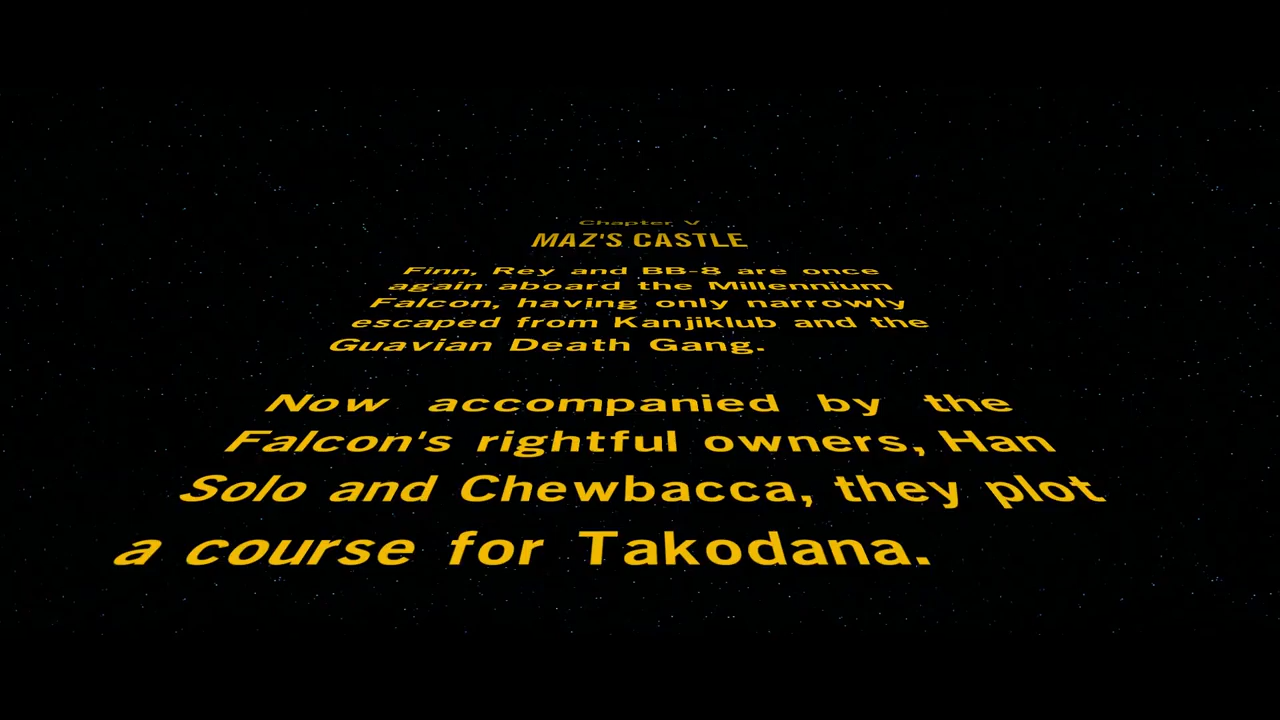 Chapter V
MAZ'S CASTLE
Finn, Rey and BB-8 are once
again aboard the Millennium
Falcon, having only narrowly
escaped from Kanjiklub and the
Guavian Death Gang.
Now accompanied by the
Falcon's rightful owners, Han
Solo and Chewbacca, they plot
a course for Takodana.